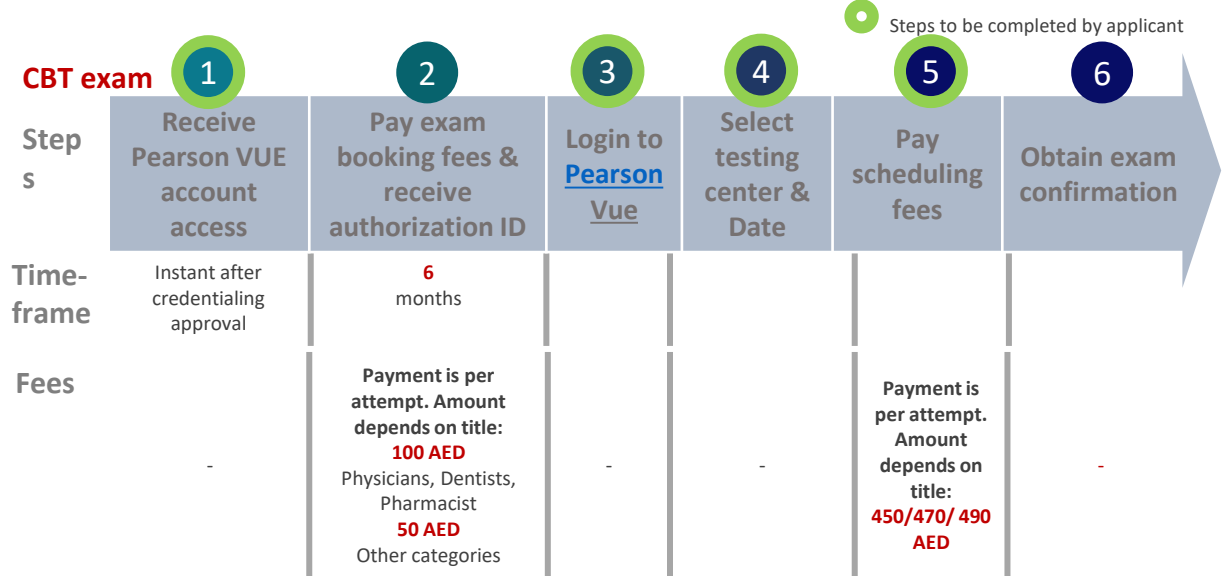 Steps to be completed by applicant
CBT exam
1
2
3
4
5
6
Step
s
Receive
Pearson VUE
account
access
Pay exam
booking fees &
receive
authorization ID
Login to
Pearson
Vue
Select
testing
center &
Date
Pay
scheduling
fees
Obtain exam
confirmation
Time-
frame
Instant after
credentialing
approval
6
months
Fees
-
Payment is per
attempt. Amount
depends on title:
100 AED
Physicians, Dentists,
Pharmacist
50 AED
Other categories
-
-
Payment is
per attempt.
Amount
depends on
title:
450/470/ 490
AED
-